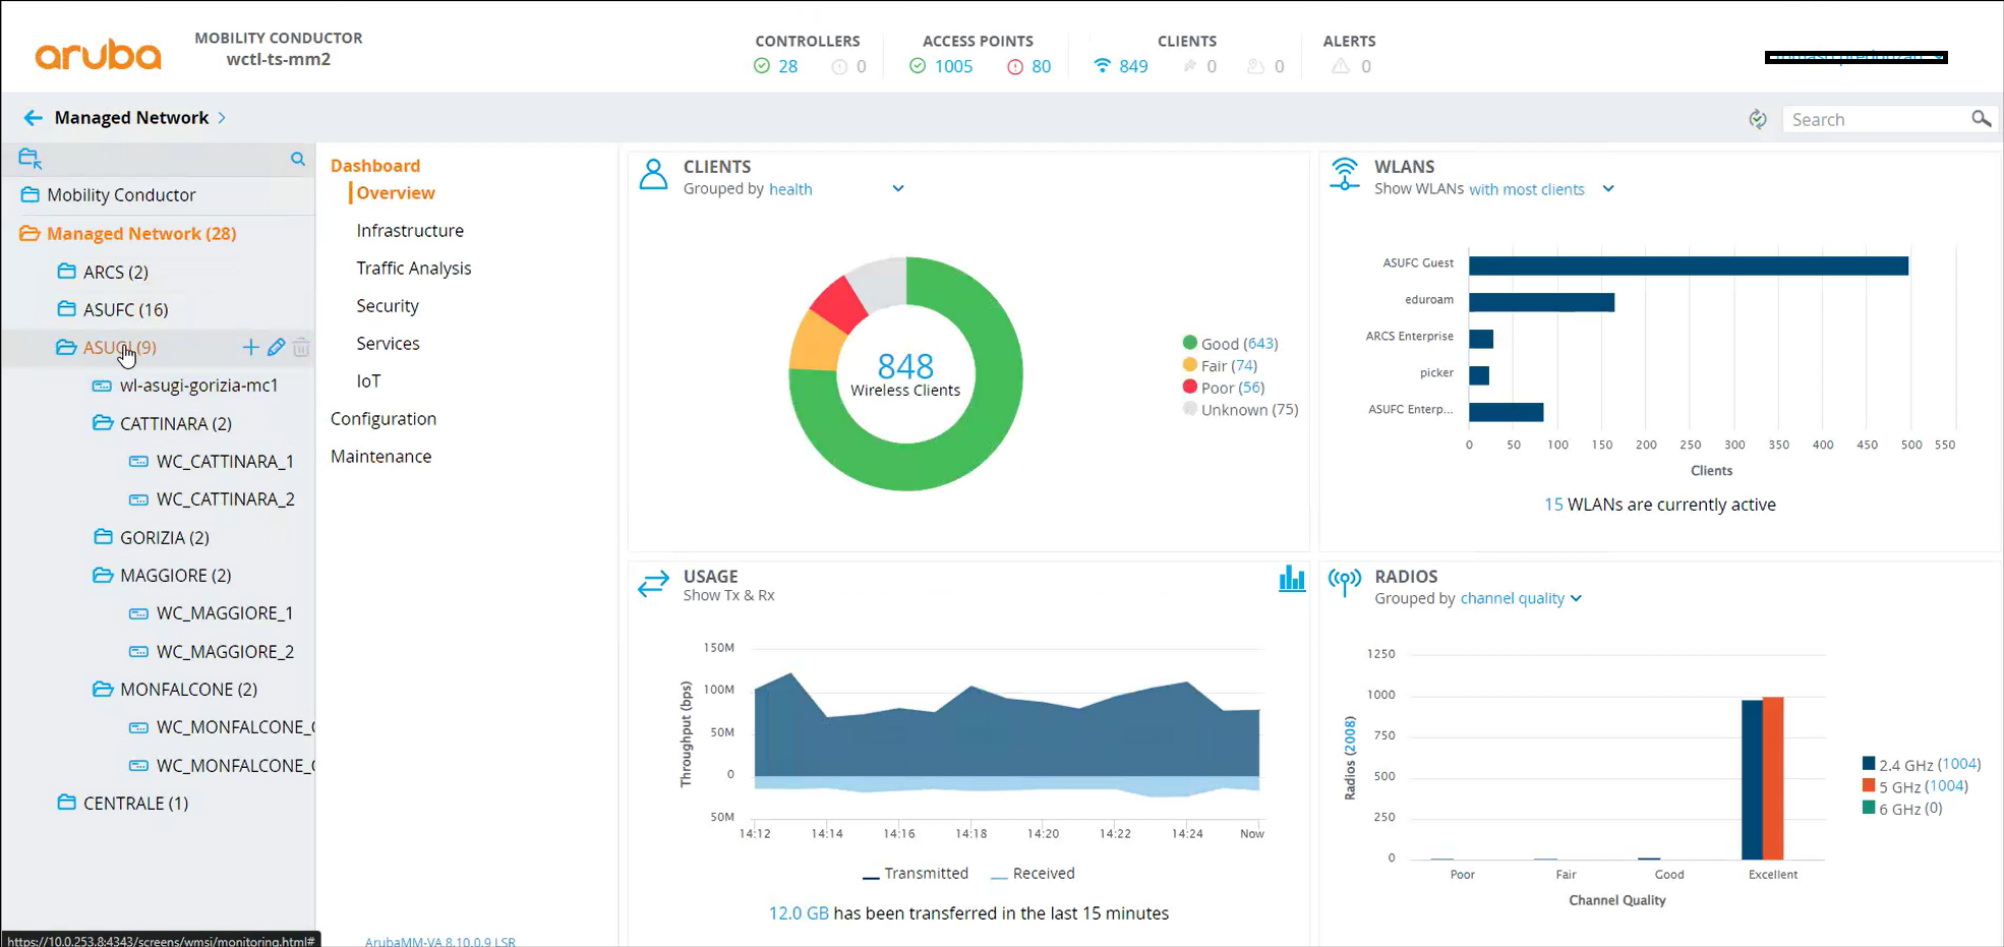 aruba
MOBILITY CONDUCTOR
wctl-ts-mm2
CONTROLLERS
28 0
ACCESS POINTS
1005 80
CLIENTS
849 0 0
ALERTS
0
Managed Network
Search
Mobility Conductor
Managed Network (28)
ARCS (2)
ASUFC (16)
(9)
wl-asugi-gorizia-mc1
CATTINARA (2)
WC_CATTINARA_1
WC_CATTINARA_2
GORIZIA (2)
MAGGIORE (2)
WC_MAGGIORE_1
WC_MAGGIORE_2
MONFALCONE (2)
WC_MONFALCONE_
WC_MONFALCONE_
CENTRALE (1)
https://10.0.253.8:4343/screens/wmsi/monitoring.html#
Dashboard
Overview
Infrastructure
Traffic Analysis
Security
Services
IoT
Configuration
Maintenance
ArubaMM-VA 8.10.0.9 LSR
CLIENTS
Grouped by health
848
Wireless Clients
Good (643)
Fair (74)
Poor (56)
Unknown (75)
WLANS
Show WLANs with most clients
ASUFC Guest
eduroam
ARCS Enterprise
picker
ASUFC Enterp...
0 50 100 150 200 250 300 350 400 450 500 550
Clients
15 WLANs are currently active
USAGE
Show Tx & Rx
Throughput (bps)
150M
100M
50M
0
50M
14:12 14:14 14:16 14:18 14:20 14:22 14:24 Now
Transmitted Received
12.0 GB has been transferred in the last 15 minutes
RADIOS
Grouped by channel quality
Radios (2008)
1250
1000
750
500
250
0
Poor Fair Good Excellent
Channel Quality
2.4 GHz (1004)
5 GHz (1004)
6 GHz (0)